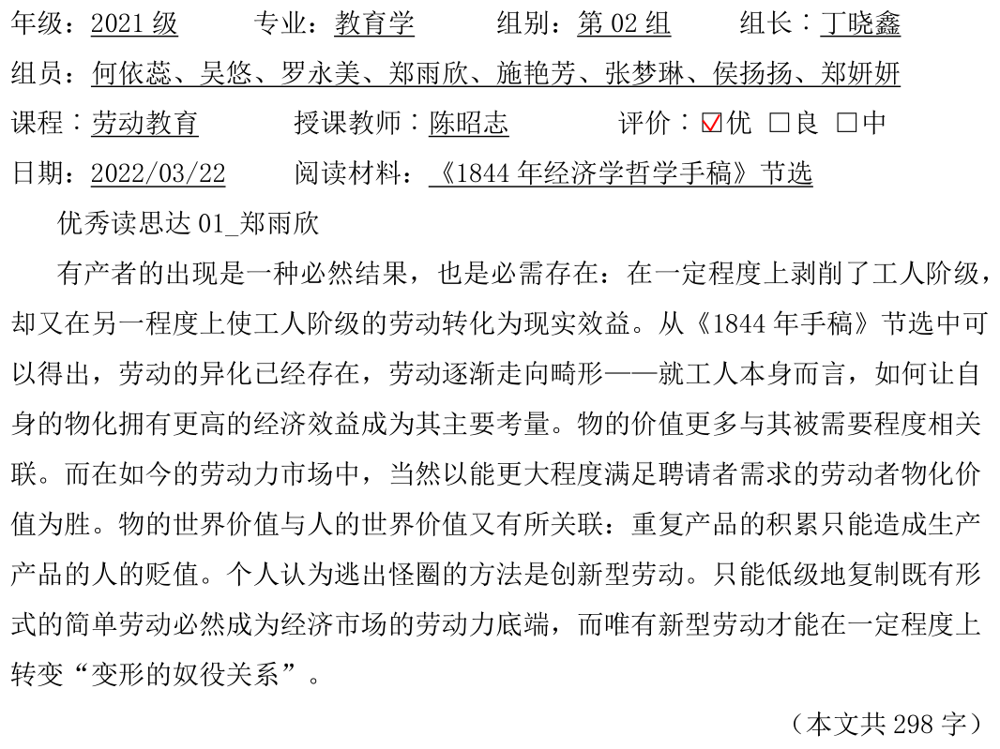 年级：2021 级 专业：教育学 组别：第 02 组 组长：丁晓鑫
组员：何依蕊、吴悠、罗永美、郑雨欣、施艳芳、张梦琳、侯扬扬、郑妍妍
课程：劳动教育 授课教师：陈昭志 评价：☑优 □良 □中
日期：2022/03/22 阅读材料：《1844 年经济学哲学手稿》节选
优秀读思达 01_郑雨欣
有产者的出现是一种必然结果，也是必需存在：在一定程度上剥削了工人阶级，
却又在另一程度上使工人阶级的劳动转化为现实效益。从《1844 年手稿》节选中可
以得出，劳动的异化已经存在，劳动逐渐走向畸形——就工人本身而言，如何让自
身的物化拥有更高的经济效益成为其主要考量。物的价值更多与其被需要程度相关
联。而在如今的劳动力市场中，当然以能更大程度满足聘请者需求的劳动者物化价
值为胜。物的世界价值与人的世界价值又有所关联：重复产品的积累只能造成生产
产品的人的贬值。个人认为逃出怪圈的方法是创新型劳动。只能低级地复制既有形
式的简单劳动必然成为经济市场的劳动力底端，而唯有新型劳动才能在一定程度上
转变“变形的奴役关系”。
（本文共 298 字）